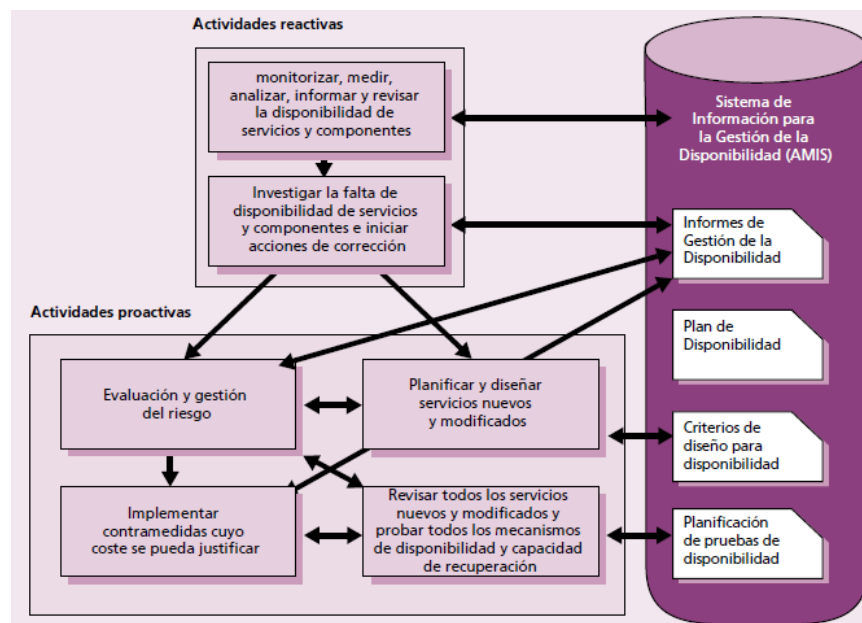 Actividades reactivas
monitorizar, medir,
analizar, informar y revisar
la disponibilidad de
servicios y componentes
Investigar la falta de
disponibilidad de servicios
y componentes e iniciar
acciones de corrección
Sistema de
Información para
la Gestión de la
Disponibilidad (AMIS)
Informes de
Gestión de la
Disponibilidad
Plan de
Disponibilidad
Criterios de
diseño para
disponibilidad
Planificación
de pruebas de
disponibilidad
Actividades proactivas
Evaluación y gestión
del riesgo
Planificar y diseñar
servicios nuevos
y modificados
Implementar
contramedidas cuyo
coste se pueda justificar
Revisar todos los servicios
nuevos y modificados y
probar todos los mecanismos
de disponibilidad y capacidad
de recuperación